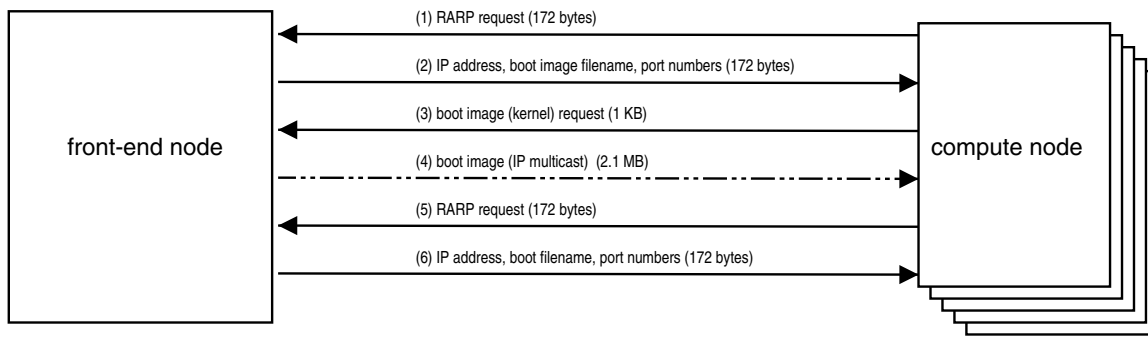 (1) RARP request (172 bytes)
(2) IP address, boot image filename, port numbers (172 bytes)
(3) boot image (kernel) request (1 KB)
front-end node
compute node
(4) boot image (IP multicast) (2.1 MB)
(5) RARP request (172 bytes)
(6) IP address, boot filename, port numbers (172 bytes)